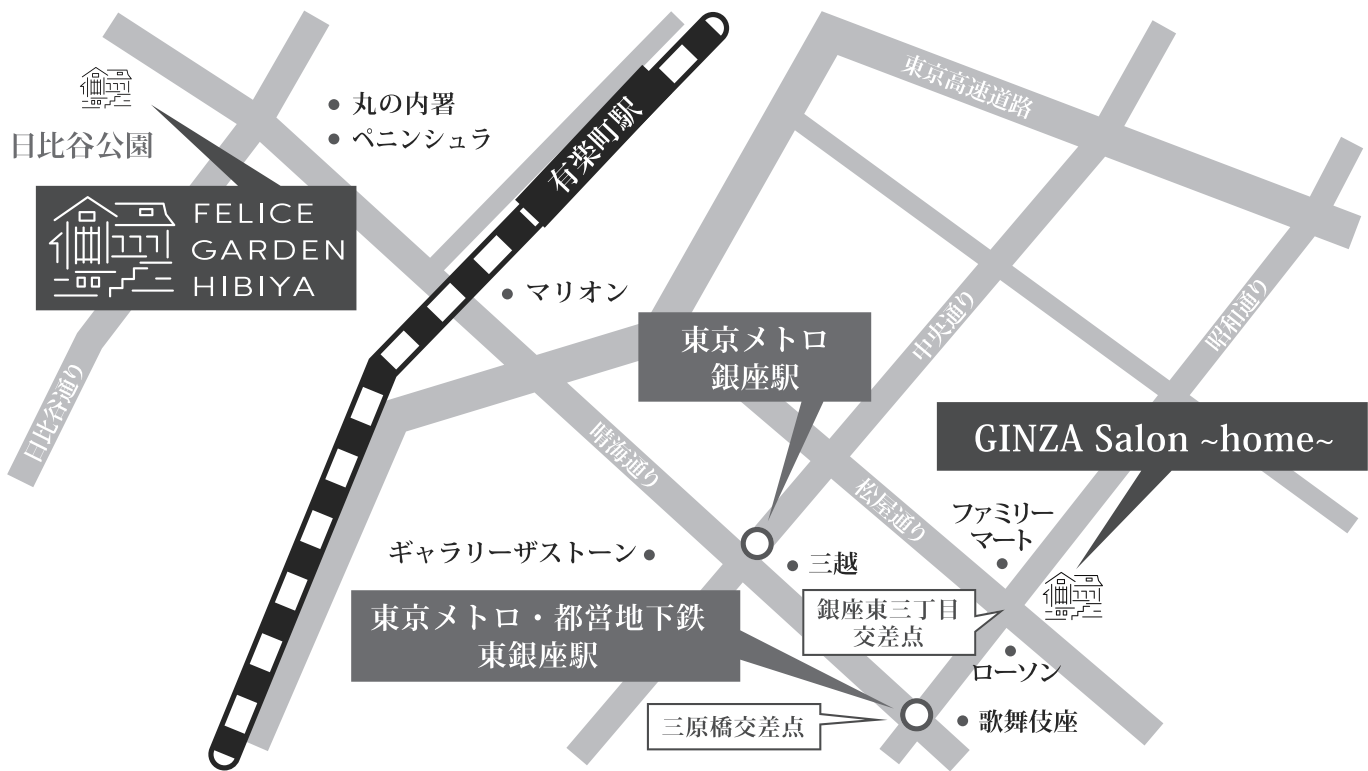 東京高速道路
丸の内署
ペニンシュラ
日比谷公園
有楽町駅
FELICE
GARDEN
HIBIYA
マリオン
中央通り
昭和通り
東京メトロ
銀座駅
日比谷通り
晴海通り
GINZA Salon ~home~
松屋通り
ファミリー
マート
ギャラリーザストーン
三越
銀座東三丁目
交差点
東京メトロ・都営地下鉄
東銀座駅
ローソン
三原橋交差点
歌舞伎座